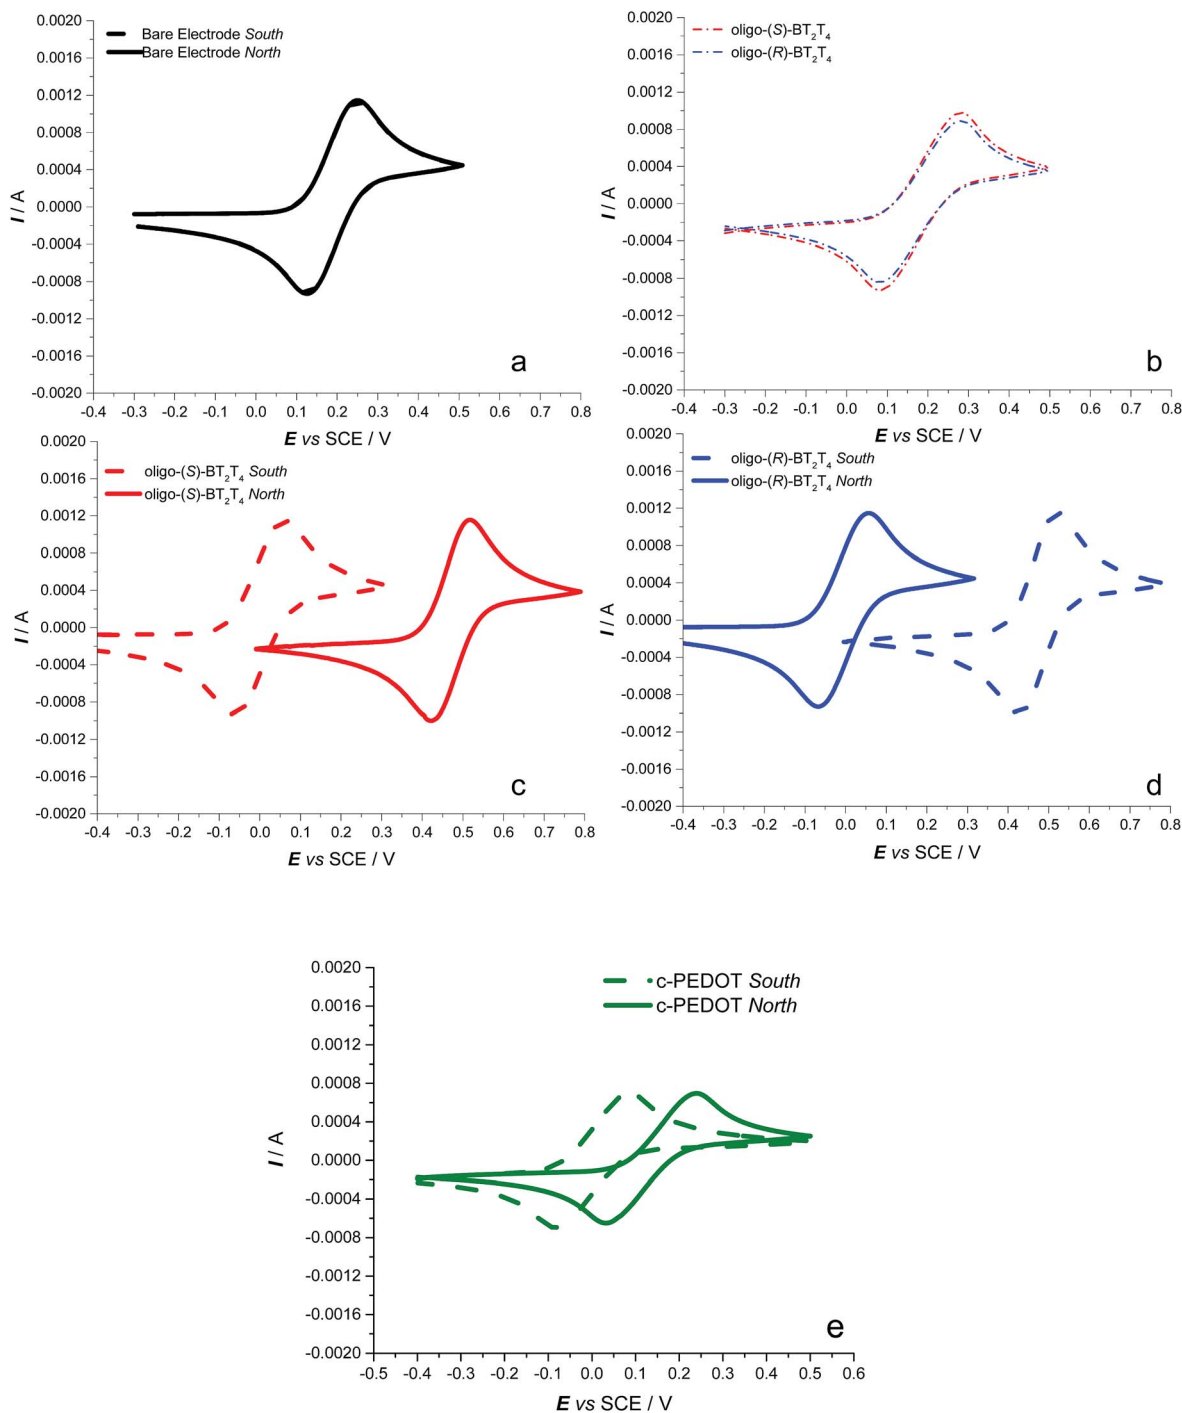 0.0020
0.0016
0.0012
0.0008
0.0004
0.0000
-0.0004
-0.0008
-0.0012
-0.0016
-0.0020
I / A
Bare Electrode South
Bare Electrode North
a
-0.4 -0.3 -0.2 -0.1 0.0 0.1 0.2 0.3 0.4 0.5 0.6 0.7 0.8
E vs SCE / V
0.0020
0.0016
0.0012
0.0008
0.0004
0.0000
-0.0004
-0.0008
-0.0012
-0.0016
-0.0020
I / A
oligo-(S)-BT₂T₄
oligo-(R)-BT₂T₄
b
-0.4 -0.3 -0.2 -0.1 0.0 0.1 0.2 0.3 0.4 0.5 0.6 0.7 0.8
E vs SCE / V
0.0020
0.0016
0.0012
0.0008
0.0004
0.0000
-0.0004
-0.0008
-0.0012
-0.0016
-0.0020
I / A
oligo-(S)-BT₂T₄ South
oligo-(S)-BT₂T₄ North
c
-0.4 -0.3 -0.2 -0.1 0.0 0.1 0.2 0.3 0.4 0.5 0.6 0.7 0.8
E vs SCE / V
0.0020
0.0016
0.0012
0.0008
0.0004
0.0000
-0.0004
-0.0008
-0.0012
-0.0016
-0.0020
I / A
oligo-(R)-BT₂T₄ South
oligo-(R)-BT₂T₄ North
d
-0.4 -0.3 -0.2 -0.1 0.0 0.1 0.2 0.3 0.4 0.5 0.6 0.7 0.8
E vs SCE / V
0.0020
0.0016
0.0012
0.0008
0.0004
0.0000
-0.0004
-0.0008
-0.0012
-0.0016
-0.0020
I / A
c-PEDOT South
c-PEDOT North
e
-0.5 -0.4 -0.3 -0.2 -0.1 0.0 0.1 0.2 0.3 0.4 0.5 0.6
E vs SCE / V